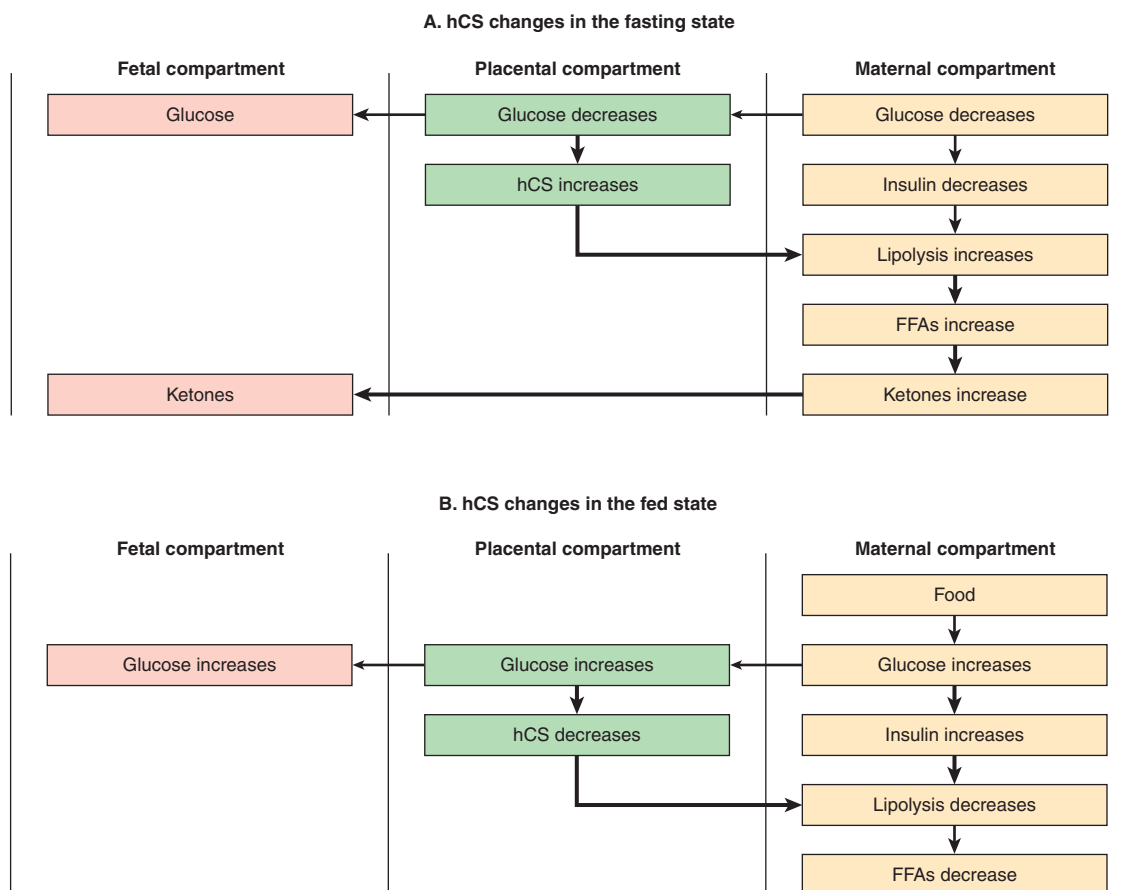 A. hCS changes in the fasting state
Fetal compartment
Placental compartment
Maternal compartment
Glucose
Glucose decreases
Glucose decreases
hCS increases
Insulin decreases
Lipolysis increases
FFAs increase
Ketones
Ketones increase
B. hCS changes in the fed state
Fetal compartment
Placental compartment
Maternal compartment
Food
Glucose increases
Glucose increases
Glucose increases
hCS decreases
Insulin increases
Lipolysis decreases
FFAs decrease